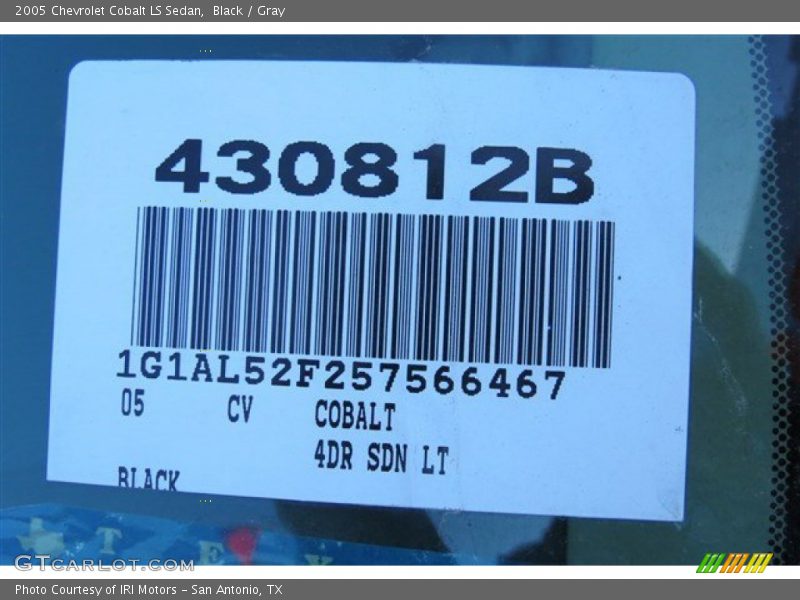 2005 Chevrolet Cobalt LS Sedan,  Black / Gray
430812B
1G1AL52F257566467
05 CV COBALT
4DR SDN LT
BLACK
GTCARLOT.COM
Photo Courtesy of IRI Motors - San Antonio, TX